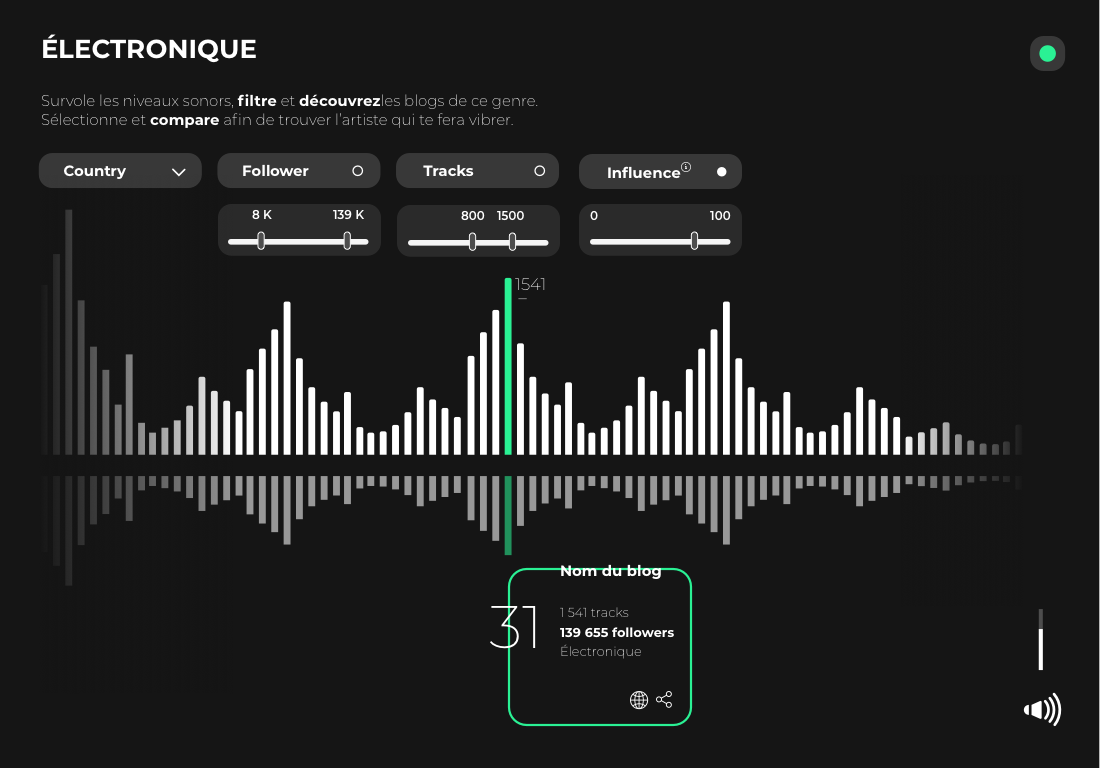 ÉLECTRONIQUE
Survole les niveaux sonors, filtre et découvrezles blogs de ce genre.
Sélectionne et compare afin de trouver l'artiste qui te fera vibrer.
Country
Follower
Tracks
Influence
8 K 139 K
800 1500
0 100
1541
Nom du blog
31
1 541 tracks
139 655 followers
Électronique